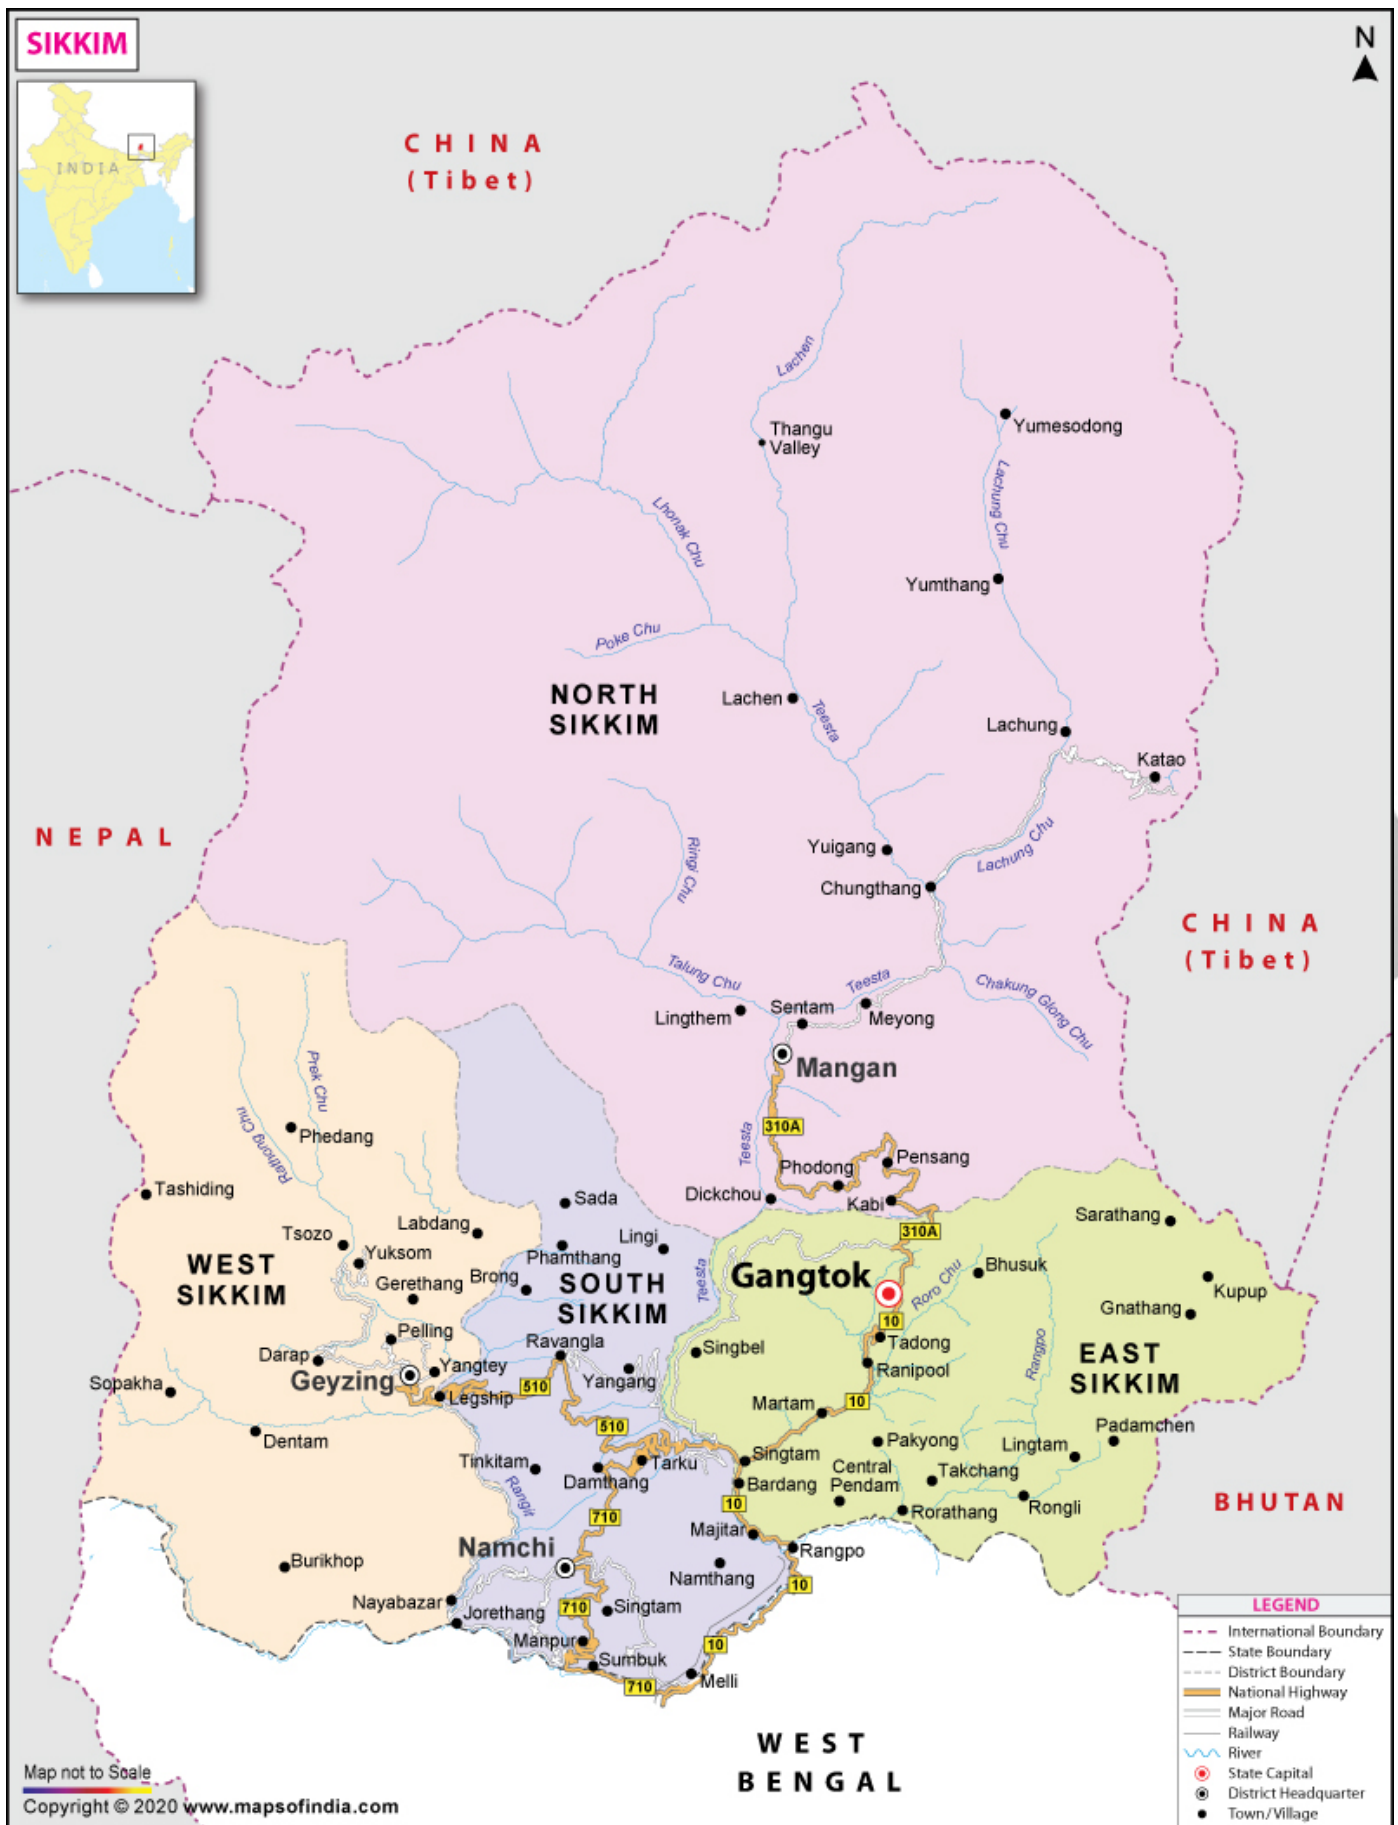 SIKKIM
N
INDIA
CHINA
(Tibet)
Lachen
Thangu
Valley
Yumesodong
Lachung Chu
Lhonak Chu
Yumthang
Poke Chu
NORTH
SIKKIM
Lachen
Teesta
Lachung
Katao
NEPAL
Ringi Chu
Yuigang
Lachung Chu
Chungthang
CHINA
(Tibet)
Talung Chu
Teesta
Chakung Glong Chu
Lingthem
Sentam
Meyong
Mangan
Prek Chu
Rathong Chu
Phedang
310A
Teesta
Phodong
Pensang
Tashiding
Sada
Dickchou
Kabi
Labdang
Tsozo
Yuksom
Phamthang
Lingi
310A
Sarathang
WEST
SIKKIM
Gerethang
Brong
SOUTH
SIKKIM
Teesta
Gangtok
Roro Chu
Bhusuk
Kupup
Gnathang
10
Pelling
Ravangla
Singbel
Tadong
Rangpo
EAST
SIKKIM
Darap
Geyzing
Yangtey
Yangang
Ranipool
Sopakha
Legship
510
Martam
10
Dentam
510
Padamchen
Tinkitam
Damthang
Tarku
Singtam
Pakyong
Lingtam
Central
Pendam
Takchang
Bardang
Rangit
10
Rorathang
Rongli
BHUTAN
710
Majitar
Namchi
Rangpo
Burikhop
Namthang
10
Nayabazar
Jorethang
710
Singtam
Manpur
10
Sumbuk
Melli
710
WEST
BENGAL
LEGEND
International Boundary
State Boundary
District Boundary
National Highway
Major Road
Railway
River
State Capital
District Headquarter
Town/Village
Map not to Scale
Copyright © 2020 www.mapsofindia.com